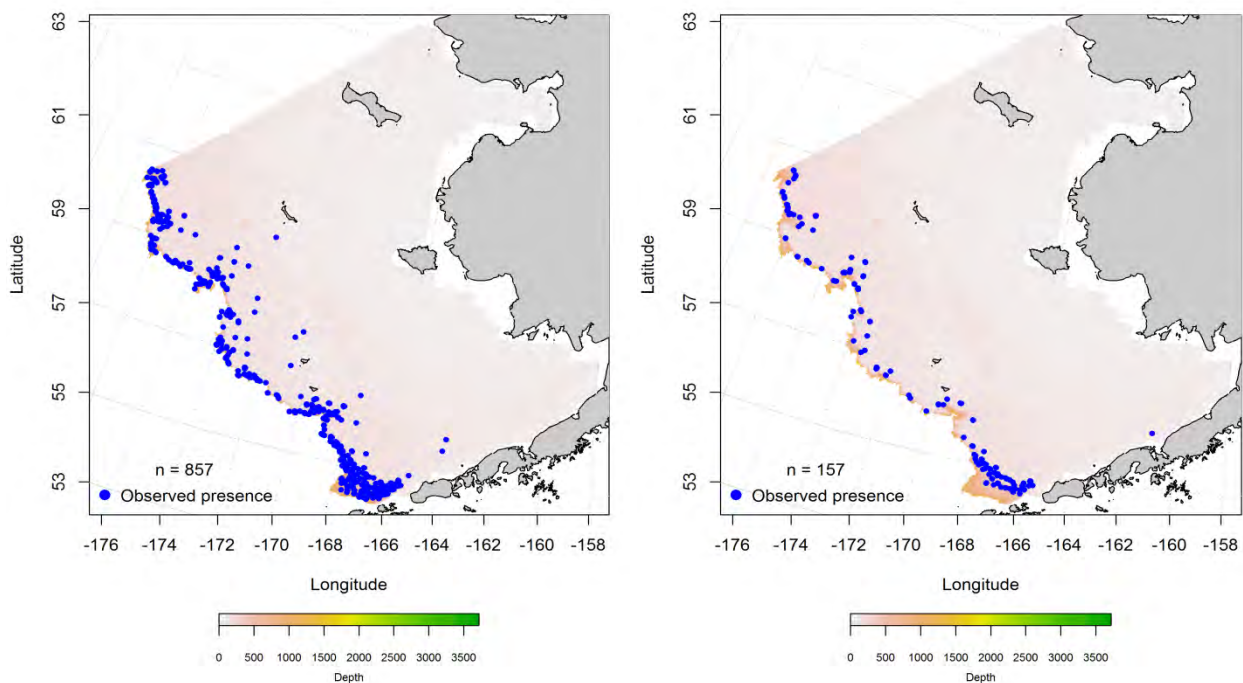 63
61
59
57
55
53
Latitude
n = 857
Observed presence
-176 -174 -172 -170 -168 -166 -164 -162 -160 -158
Longitude
0 500 1000 1500 2000 2500 3000 3500
Depth
63
61
59
57
55
53
Latitude
n = 157
Observed presence
-176 -174 -172 -170 -168 -166 -164 -162 -160 -158
Longitude
0 500 1000 1500 2000 2500 3000 3500
Depth